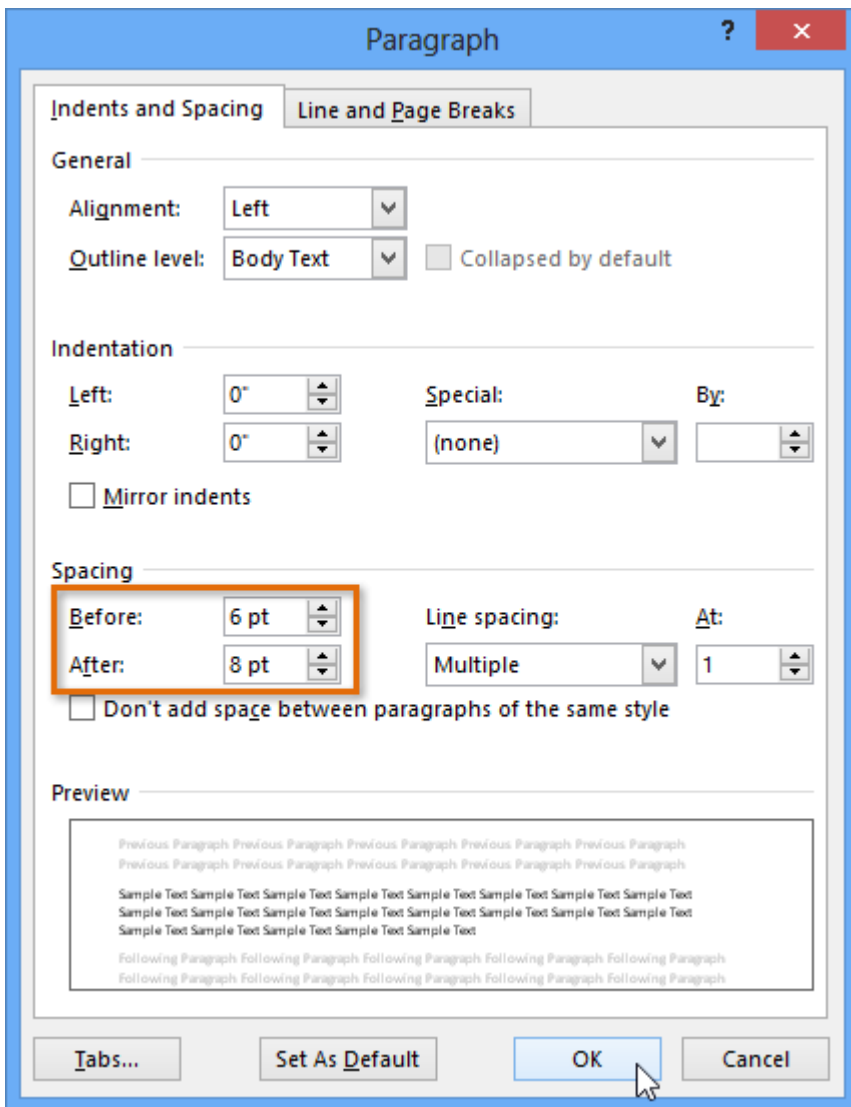 Paragraph ? ×
Indents and Spacing Line and Page Breaks
General
Alignment: Left
Outline level: Body Text Collapsed by default
Indentation
Left: 0" Special: By:
Right: 0" (none)
Mirror indents
Spacing
Before: 6 pt Line spacing: At:
After: 8 pt Multiple 1
Don't add space between paragraphs of the same style
Preview
Previous Paragraph Previous Paragraph Previous Paragraph Previous Paragraph Previous Paragraph
Previous Paragraph Previous Paragraph Previous Paragraph Previous Paragraph Previous Paragraph
Sample Text Sample Text Sample Text Sample Text Sample Text Sample Text Sample Text Sample Text
Sample Text Sample Text Sample Text Sample Text Sample Text Sample Text Sample Text Sample Text
Sample Text Sample Text Sample Text Sample Text Sample Text
Following Paragraph Following Paragraph Following Paragraph Following Paragraph Following Paragraph
Following Paragraph Following Paragraph Following Paragraph Following Paragraph Following Paragraph
Tabs... Set As Default OK Cancel